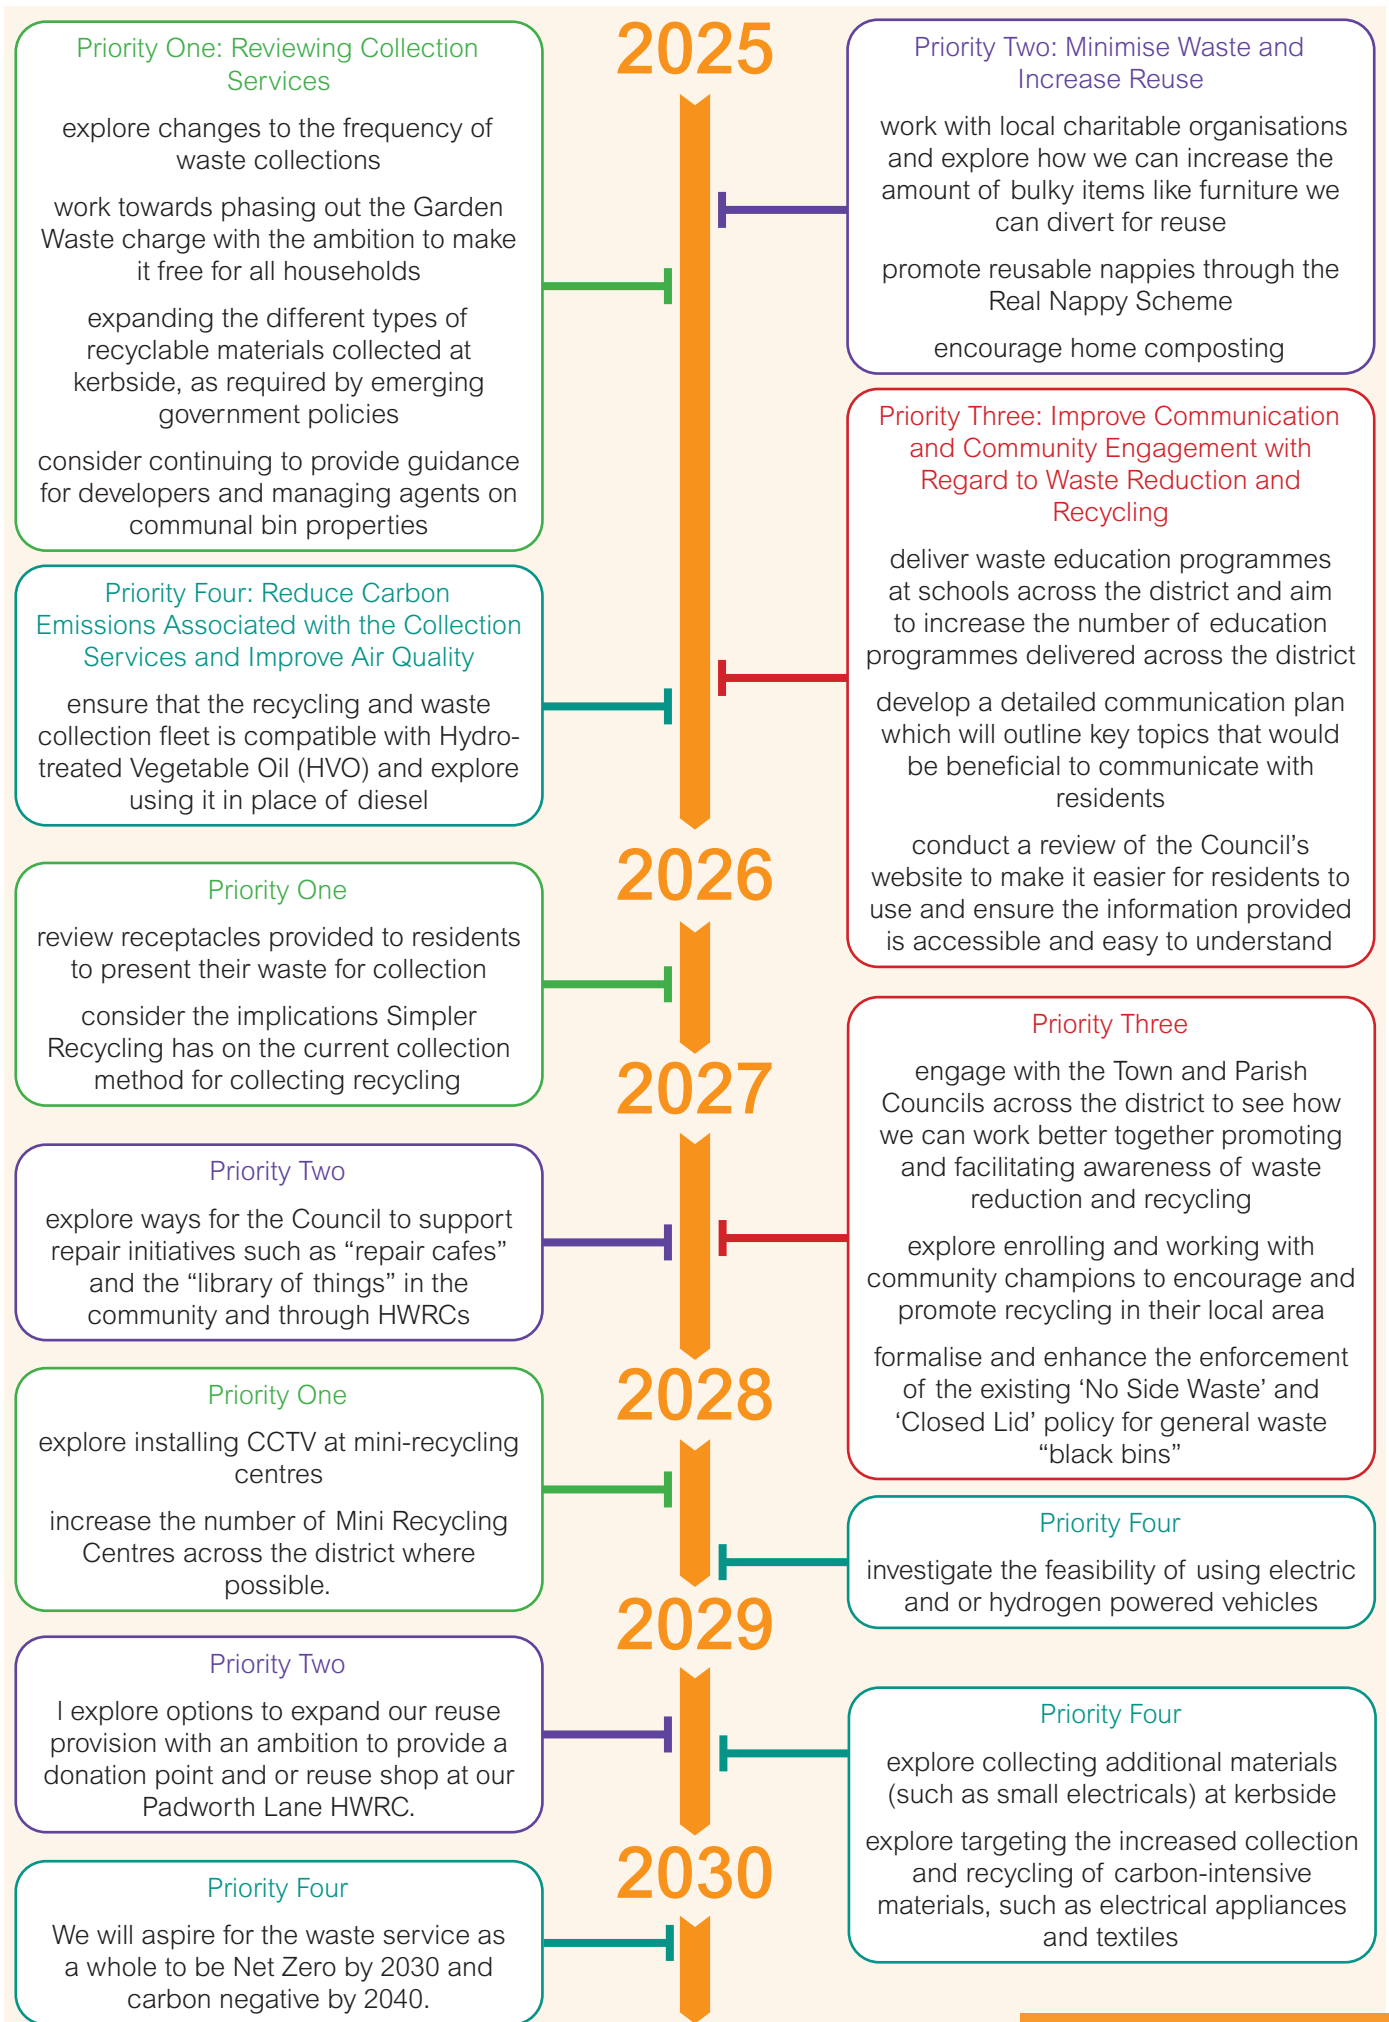 2025
Priority One: Reviewing Collection
Services
explore changes to the frequency of
waste collections
work towards phasing out the Garden
Waste charge with the ambition to make
it free for all households
expanding the different types of
recyclable materials collected at
kerbside, as required by emerging
government policies
consider continuing to provide guidance
for developers and managing agents on
communal bin properties
Priority Two: Minimise Waste and
Increase Reuse
work with local charitable organisations
and explore how we can increase the
amount of bulky items like furniture we
can divert for reuse
promote reusable nappies through the
Real Nappy Scheme
encourage home composting
Priority Three: Improve Communication
and Community Engagement with
Regard to Waste Reduction and
Recycling
deliver waste education programmes
at schools across the district and aim
to increase the number of education
programmes delivered across the district
develop a detailed communication plan
which will outline key topics that would
be beneficial to communicate with
residents
conduct a review of the Council's
website to make it easier for residents to
use and ensure the information provided
is accessible and easy to understand
Priority Four: Reduce Carbon
Emissions Associated with the Collection
Services and Improve Air Quality
ensure that the recycling and waste
collection fleet is compatible with Hydro-
treated Vegetable Oil (HVO) and explore
using it in place of diesel
2026
Priority One
review receptacles provided to residents
to present their waste for collection
consider the implications Simpler
Recycling has on the current collection
method for collecting recycling
2027
Priority Two
explore ways for the Council to support
repair initiatives such as “repair cafes”
and the “library of things” in the
community and through HWRCs
Priority Three
engage with the Town and Parish
Councils across the district to see how
we can work better together promoting
and facilitating awareness of waste
reduction and recycling
explore enrolling and working with
community champions to encourage and
promote recycling in their local area
formalise and enhance the enforcement
of the existing ‘No Side Waste’ and
‘Closed Lid’ policy for general waste
“black bins”
2028
Priority One
explore installing CCTV at mini-recycling
centres
increase the number of Mini Recycling
Centres across the district where
possible.
Priority Four
investigate the feasibility of using electric
and or hydrogen powered vehicles
2029
Priority Two
I explore options to expand our reuse
provision with an ambition to provide a
donation point and or reuse shop at our
Padworth Lane HWRC.
Priority Four
explore collecting additional materials
(such as small electricals) at kerbside
explore targeting the increased collection
and recycling of carbon-intensive
materials, such as electrical appliances
and textiles
2030
Priority Four
We will aspire for the waste service as
a whole to be Net Zero by 2030 and
carbon negative by 2040.